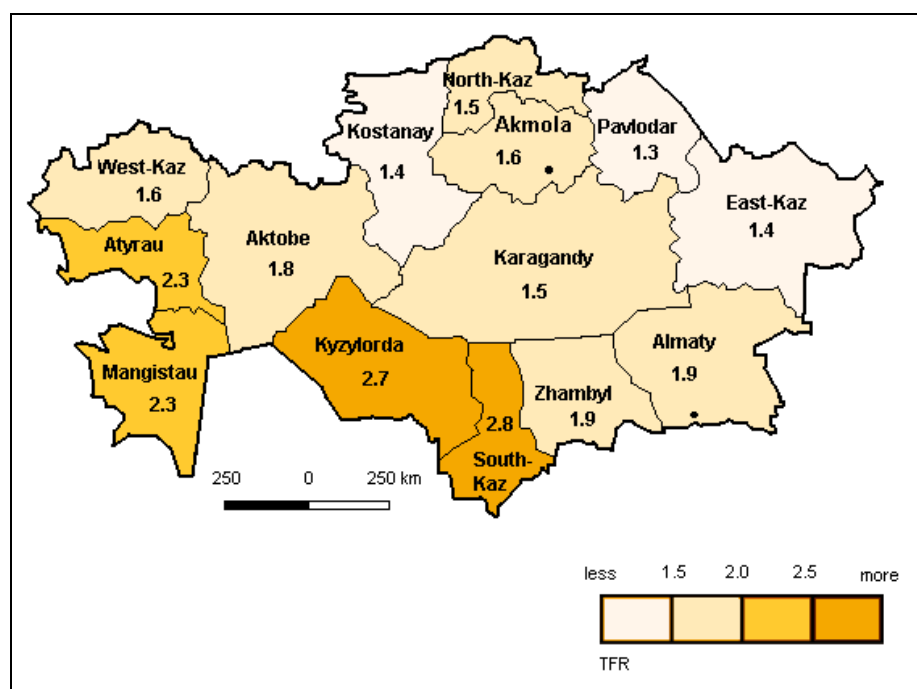 North-Kaz
1.5
Kostanay
1.4
Akmola
1.6
Pavlodar
1.3
West-Kaz
1.6
East-Kaz
1.4
Atyrau
2.3
Aktobe
1.8
Karagandy
1.5
Mangistau
2.3
Kyzylorda
2.7
2.8
South-
Kaz
Zhambyl
1.9
Almaty
1.9
250 0 250 km
less 1.5 2.0 2.5 more
TFR